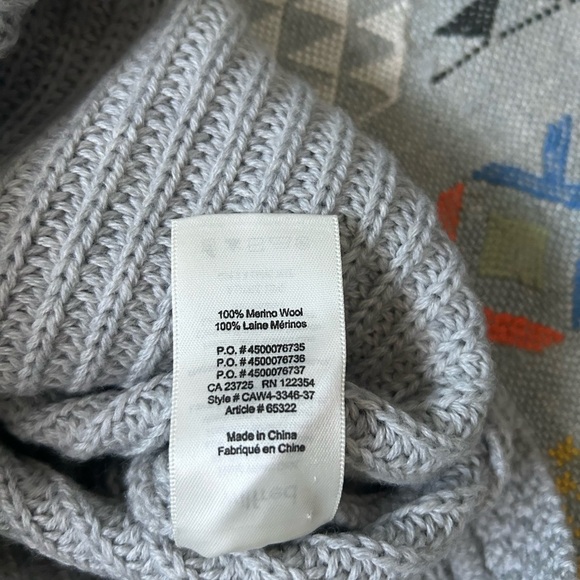 100% Merino Wool
100% Laine Mérinos
P.O. # 4500076735
P.O. # 4500076736
P.O. # 4500076737
CA 23725 RN 122354
Style # CAW4-3346-37
Article # 65322
Made in China
Fabriqué en Chine